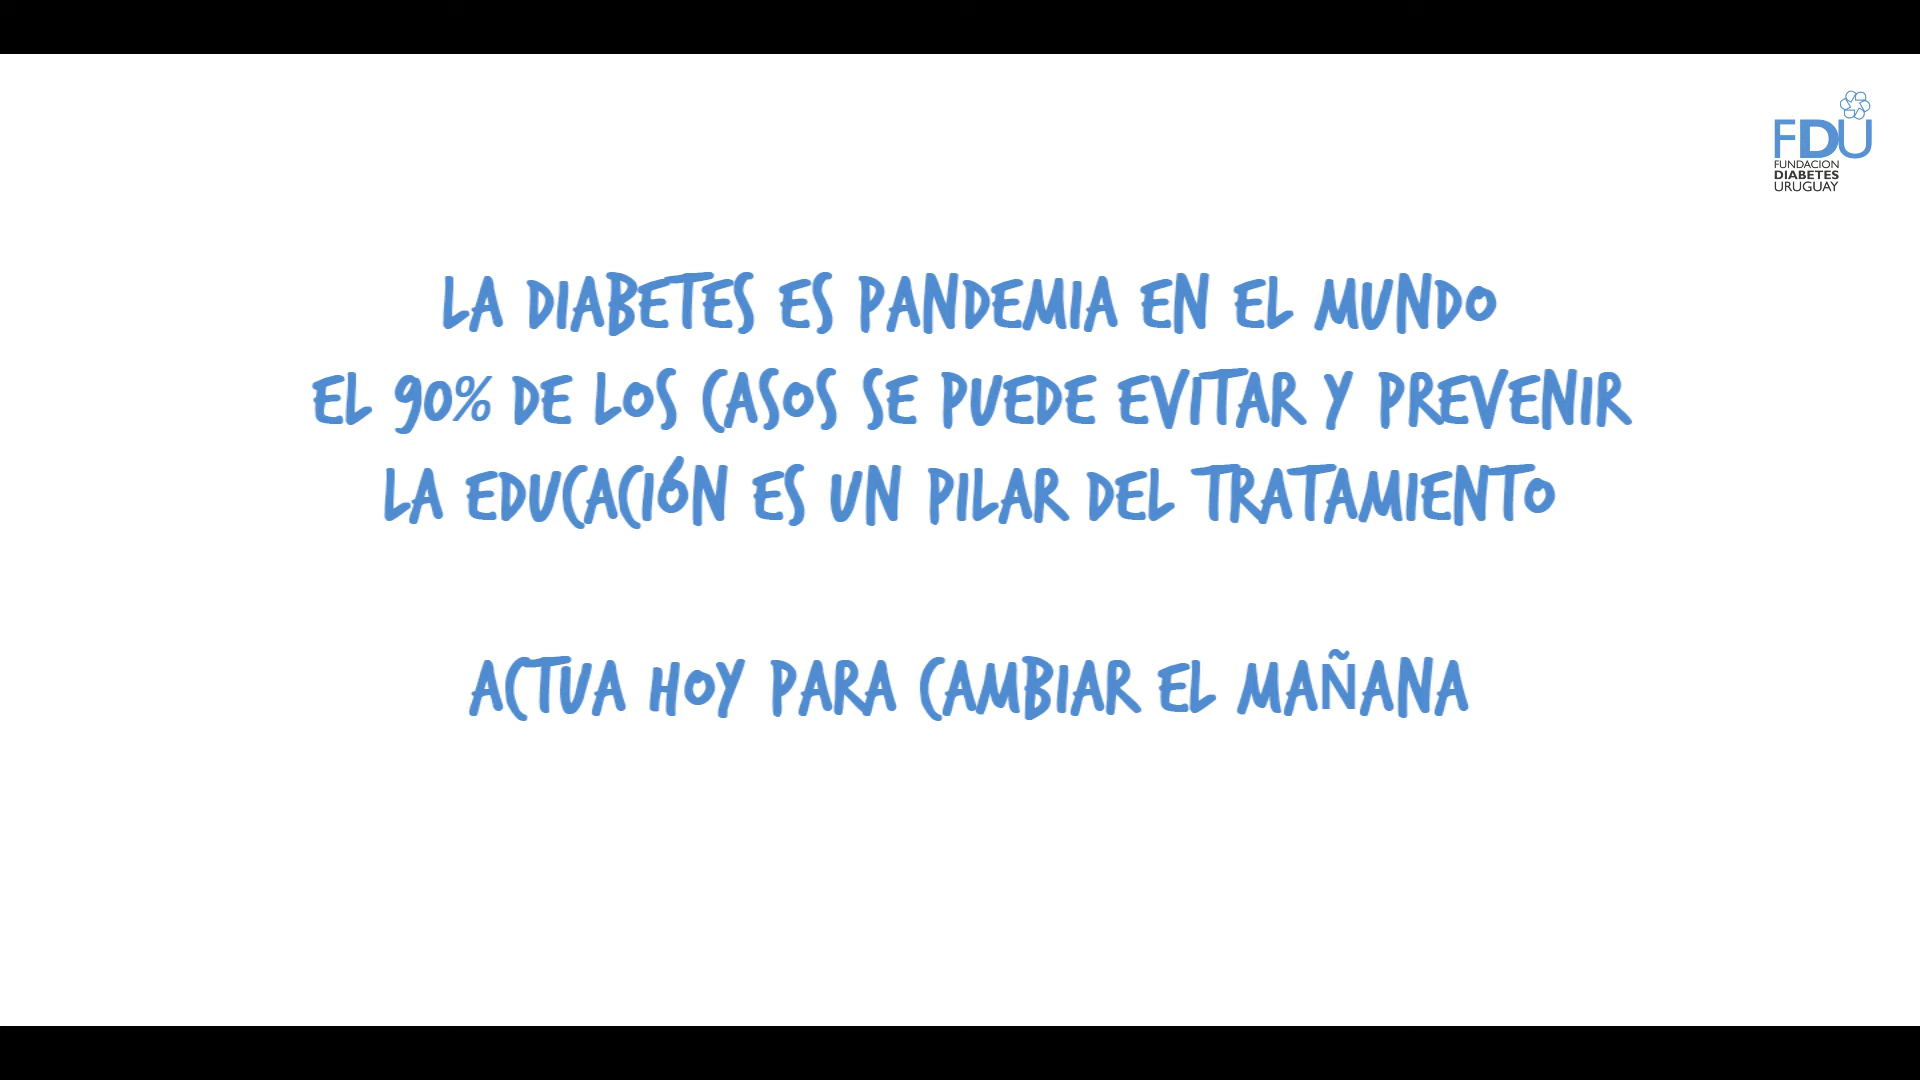 FDU
FUNDACION
DIABETES
URUGUAY
LA DIABETES ES PANDEMIA EN EL MUNDO
EL 90% DE LOS CASOS SE PUEDE EVITAR Y PREVENIR
LA EDUCACIÓN ES UN PILAR DEL TRATAMIENTO
ACTUA HOY PARA CAMBIAR EL MAÑANA